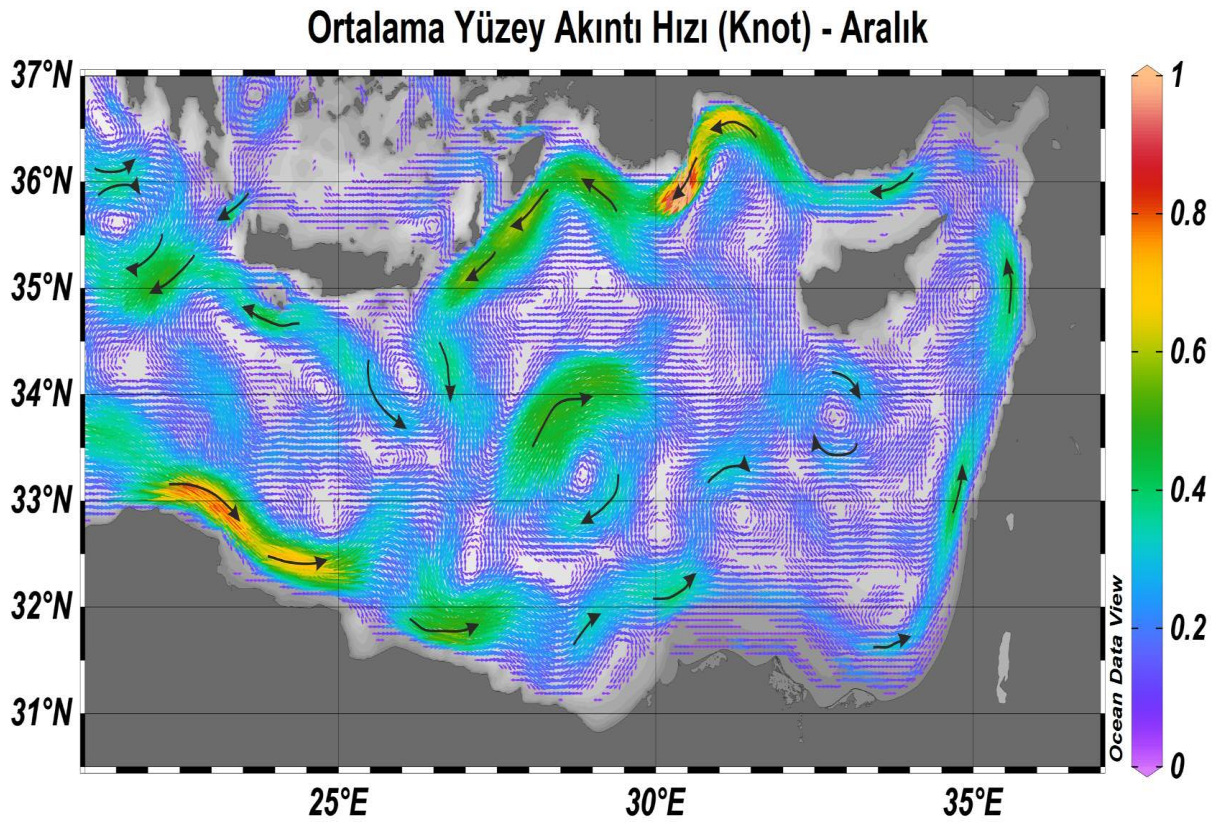 Ortalama Yüzey Akıntı Hızı (Knot) - Aralık
37°N
36°N
35°N
34°N
33°N
32°N
31°N
25°E
30°E
35°E
1
0.8
0.6
0.4
0.2
0
Ocean Data View